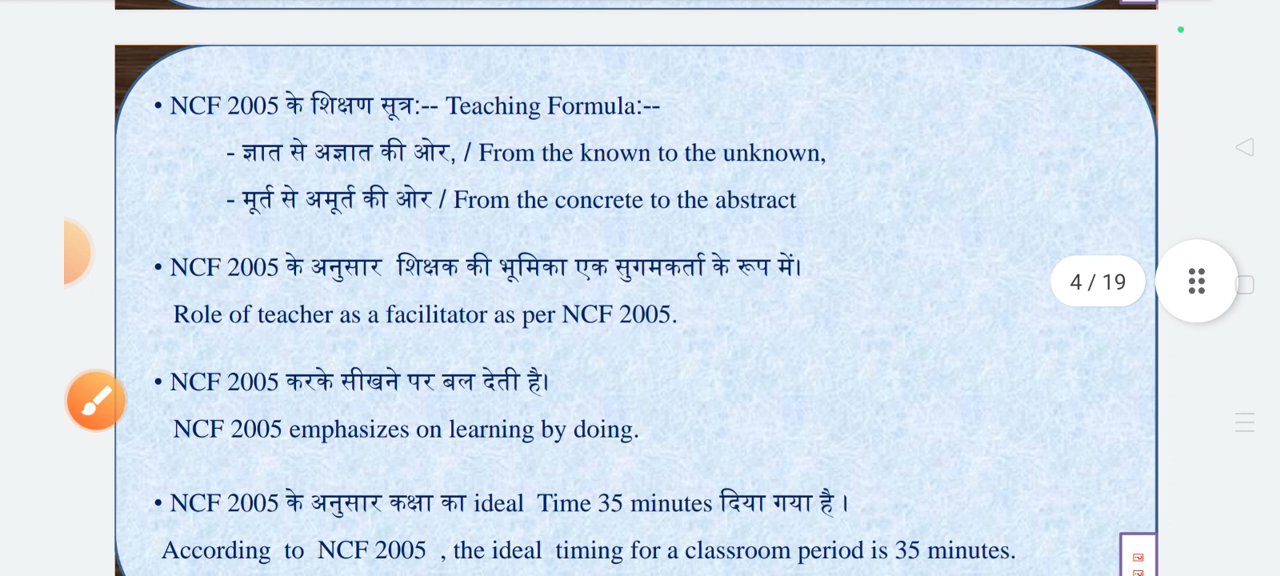 • NCF 2005 के शिक्षण सूत्र:-- Teaching Formula:--
- ज्ञात से अज्ञात की ओर, / From the known to the unknown,
- मूर्त से अमूर्त की ओर / From the concrete to the abstract
• NCF 2005 के अनुसार शिक्षक की भूमिका एक सुगमकर्ता के रूप में।
Role of teacher as a facilitator as per NCF 2005.
4 / 19
• NCF 2005 करके सीखने पर बल देती है।
NCF 2005 emphasizes on learning by doing.
• NCF 2005 के अनुसार कक्षा का ideal Time 35 minutes दिया गया है ।
According to NCF 2005 , the ideal timing for a classroom period is 35 minutes.